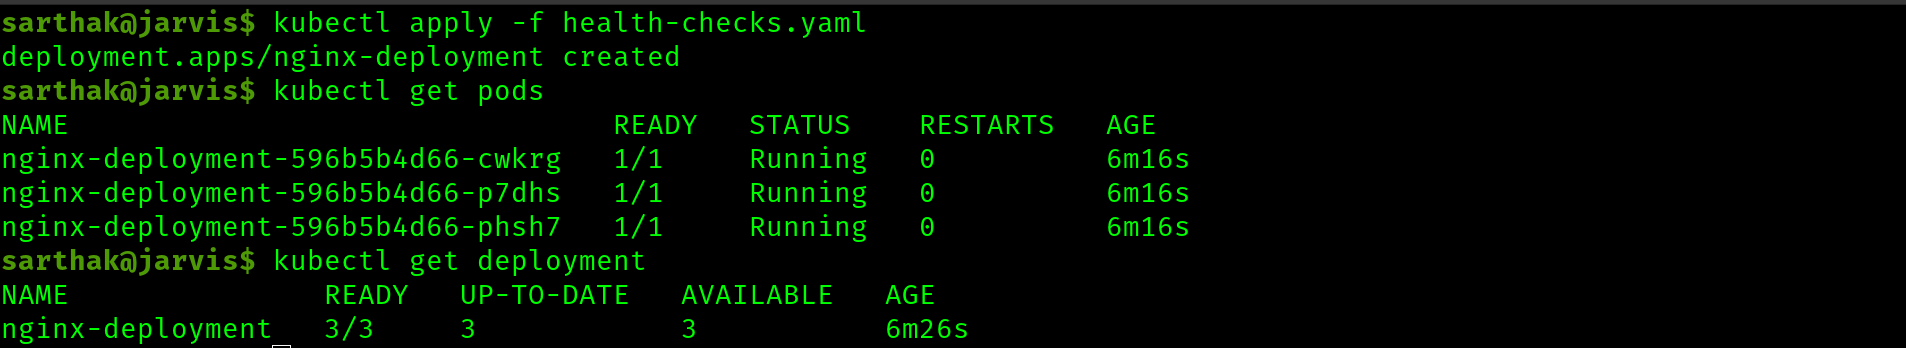 sarthak@jarvis$ kubectl apply -f health-checks.yaml
deployment.apps/nginx-deployment created
sarthak@jarvis$ kubectl get pods
NAME                                READY   STATUS    RESTARTS   AGE
nginx-deployment-596b5b4d66-cwkrg   1/1     Running   0          6m16s
nginx-deployment-596b5b4d66-p7dhs   1/1     Running   0          6m16s
nginx-deployment-596b5b4d66-phsh7   1/1     Running   0          6m16s
sarthak@jarvis$ kubectl get deployment
NAME               READY   UP-TO-DATE   AVAILABLE   AGE
nginx-deployment   3/3     3            3           6m26s